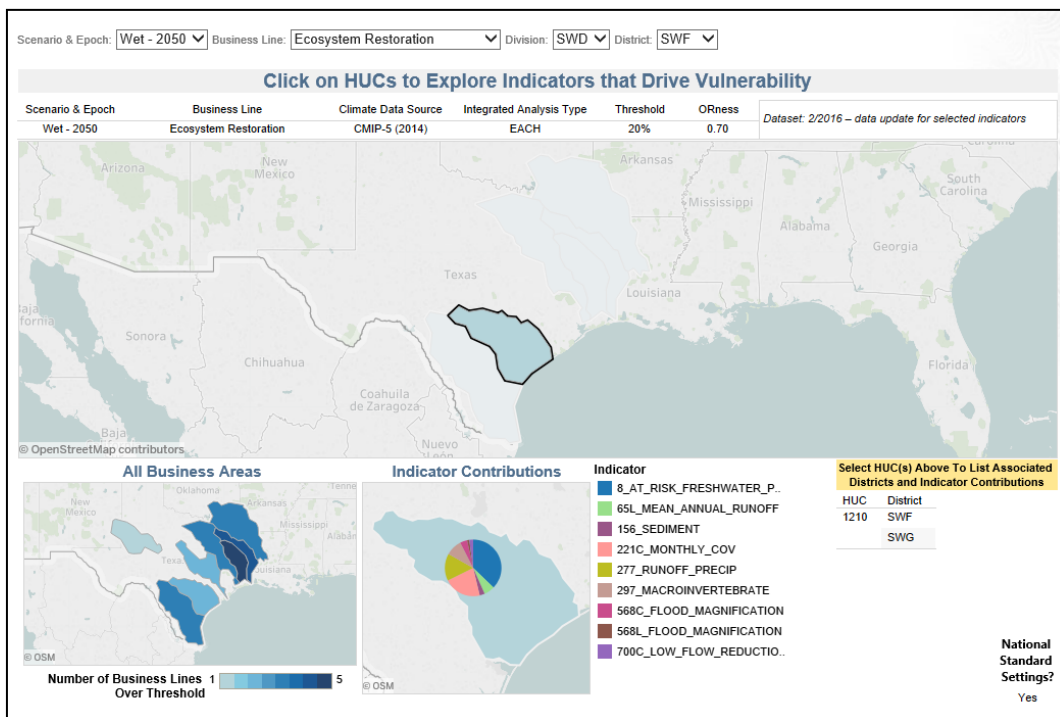 Scenario & Epoch: Wet - 2050 Business Line: Ecosystem Restoration Division: SWD District: SWF
Click on HUCs to Explore Indicators that Drive Vulnerability
Scenario & Epoch Business Line Climate Data Source Integrated Analysis Type Threshold ORness
Wet - 2050 Ecosystem Restoration CMIP-5 (2014) EACH 20% 0.70
Dataset: 2/2016 – data update for selected indicators
Arizona
New
Mexico
Arkansas
South
Carolina
Mississippi
Alabama
Georgia
Texas
Louisiana
Baja
California
Sonora
Chihuahua
Coahuila
de Zaragoza
Florida
Baja
Nuevo
León
© OpenStreetMap contributors
All Business Areas
Oklahoma
Tenne
New
Mexico
Arkansas
Mississippi
Alabam
Texas
Louisiana
© OSM
Number of Business Lines
Over Threshold
1 5
Indicator Contributions
© OSM
Indicator
8_AT_RISK_FRESHWATER_P..
65L_MEAN_ANNUAL_RUNOFF
156_SEDIMENT
221C_MONTHLY_COV
277_RUNOFF_PRECIP
297_MACROINVERTEBRATE
568C_FLOOD_MAGNIFICATION
568L_FLOOD_MAGNIFICATION
700C_LOW_FLOW_REDUCTIO..
Select HUC(s) Above To List Associated
Districts and Indicator Contributions
HUC District
1210 SWF
SWG
National
Standard
Settings?
Yes